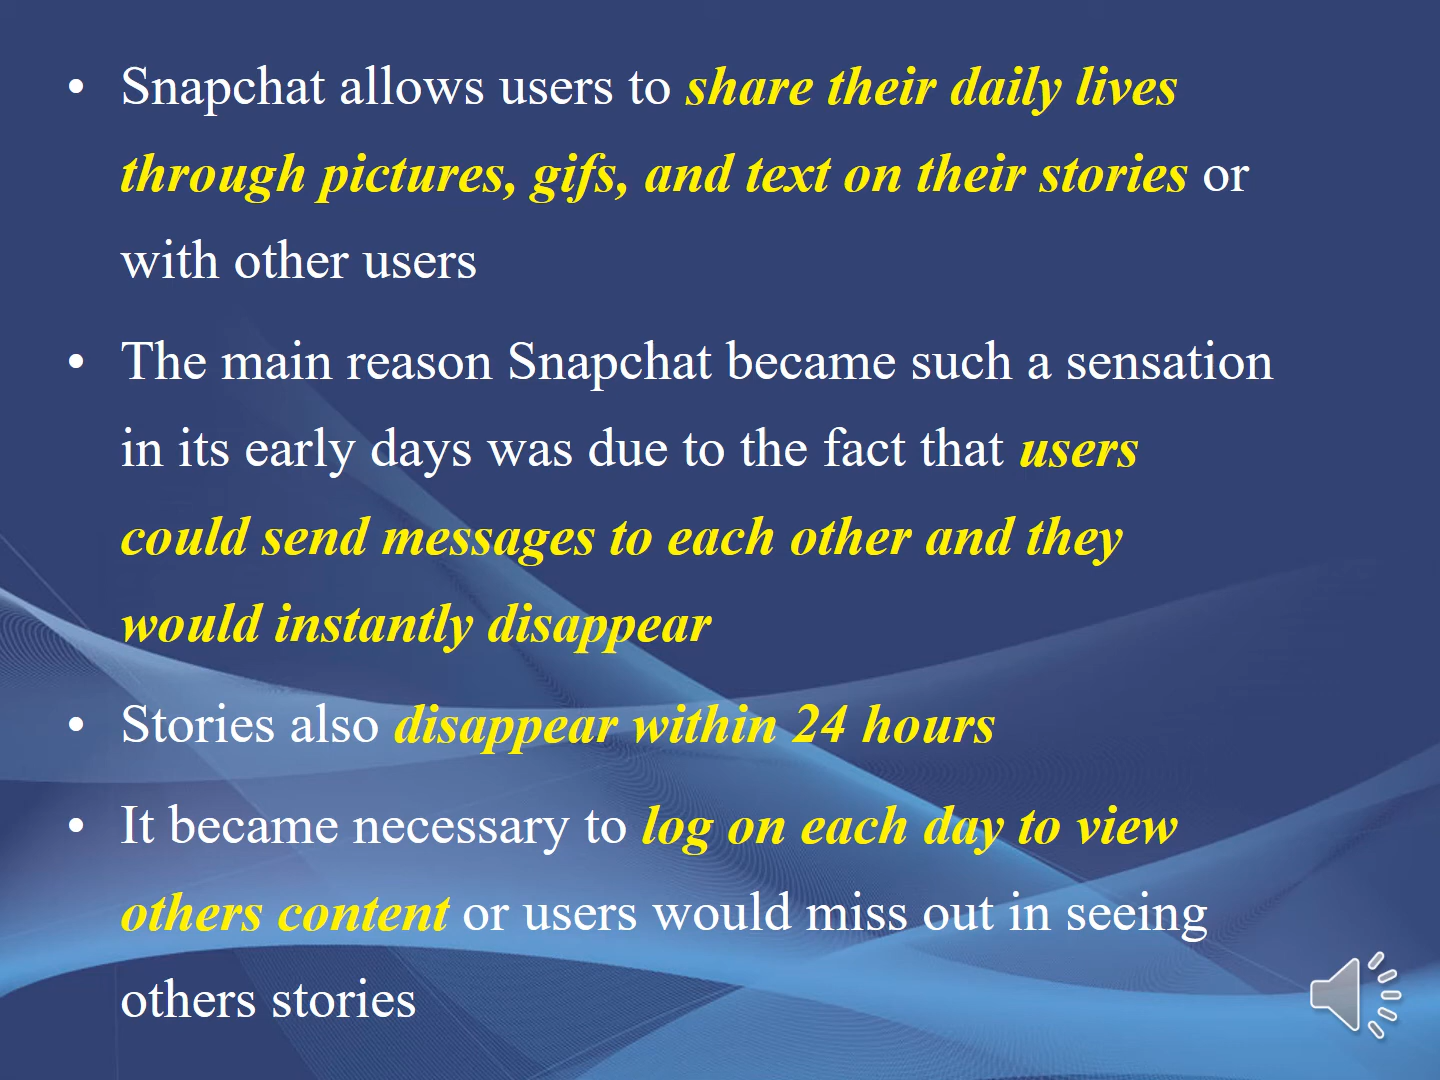 • Snapchat allows users to share their daily lives
through pictures, gifs, and text on their stories or
with other users
• The main reason Snapchat became such a sensation
in its early days was due to the fact that users
could send messages to each other and they
would instantly disappear
• Stories also disappear within 24 hours
• It became necessary to log on each day to view
others content or users would miss out in seeing
others stories